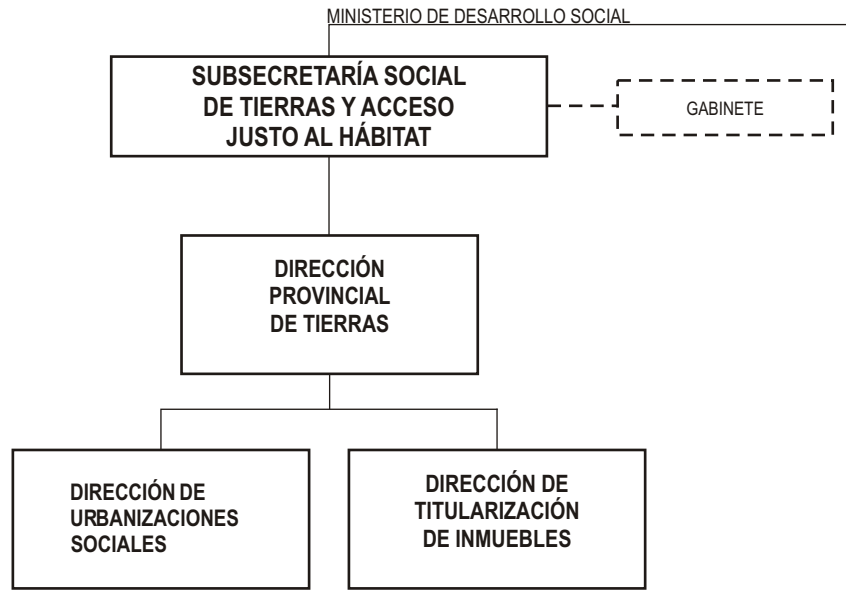 MINISTERIO DE DESARROLLO SOCIAL
SUBSECRETARÍA SOCIAL
DE TIERRAS Y ACCESO
JUSTO AL HÁBITAT
GABINETE
DIRECCIÓN
PROVINCIAL
DE TIERRAS
DIRECCIÓN DE
URBANIZACIONES
SOCIALES
DIRECCIÓN DE
TITULARIZACIÓN
DE INMUEBLES